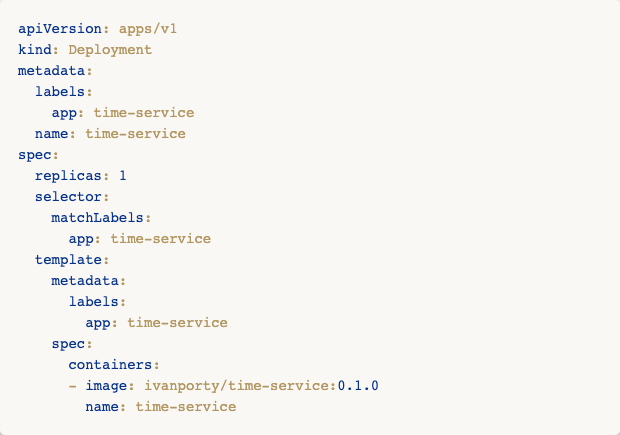 apiVersion: apps/v1
kind: Deployment
metadata:
  labels:
    app: time-service
  name: time-service
spec:
  replicas: 1
  selector:
    matchLabels:
      app: time-service
  template:
    metadata:
      labels:
        app: time-service
    spec:
      containers:
      - image: ivanporty/time-service:0.1.0
        name: time-service